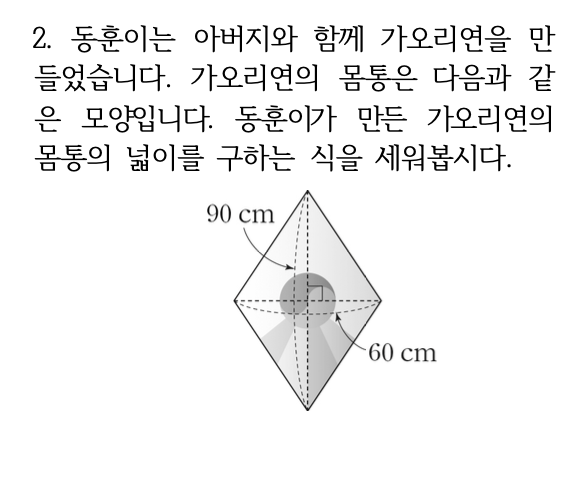 2. 동훈이는 아버지와 함께 가오리연을 만
들었습니다. 가오리연의 몸통은 다음과 같
은 모양입니다. 동훈이가 만든 가오리연의
몸통의 넓이를 구하는 식을 세워봅시다.
90 cm
60 cm